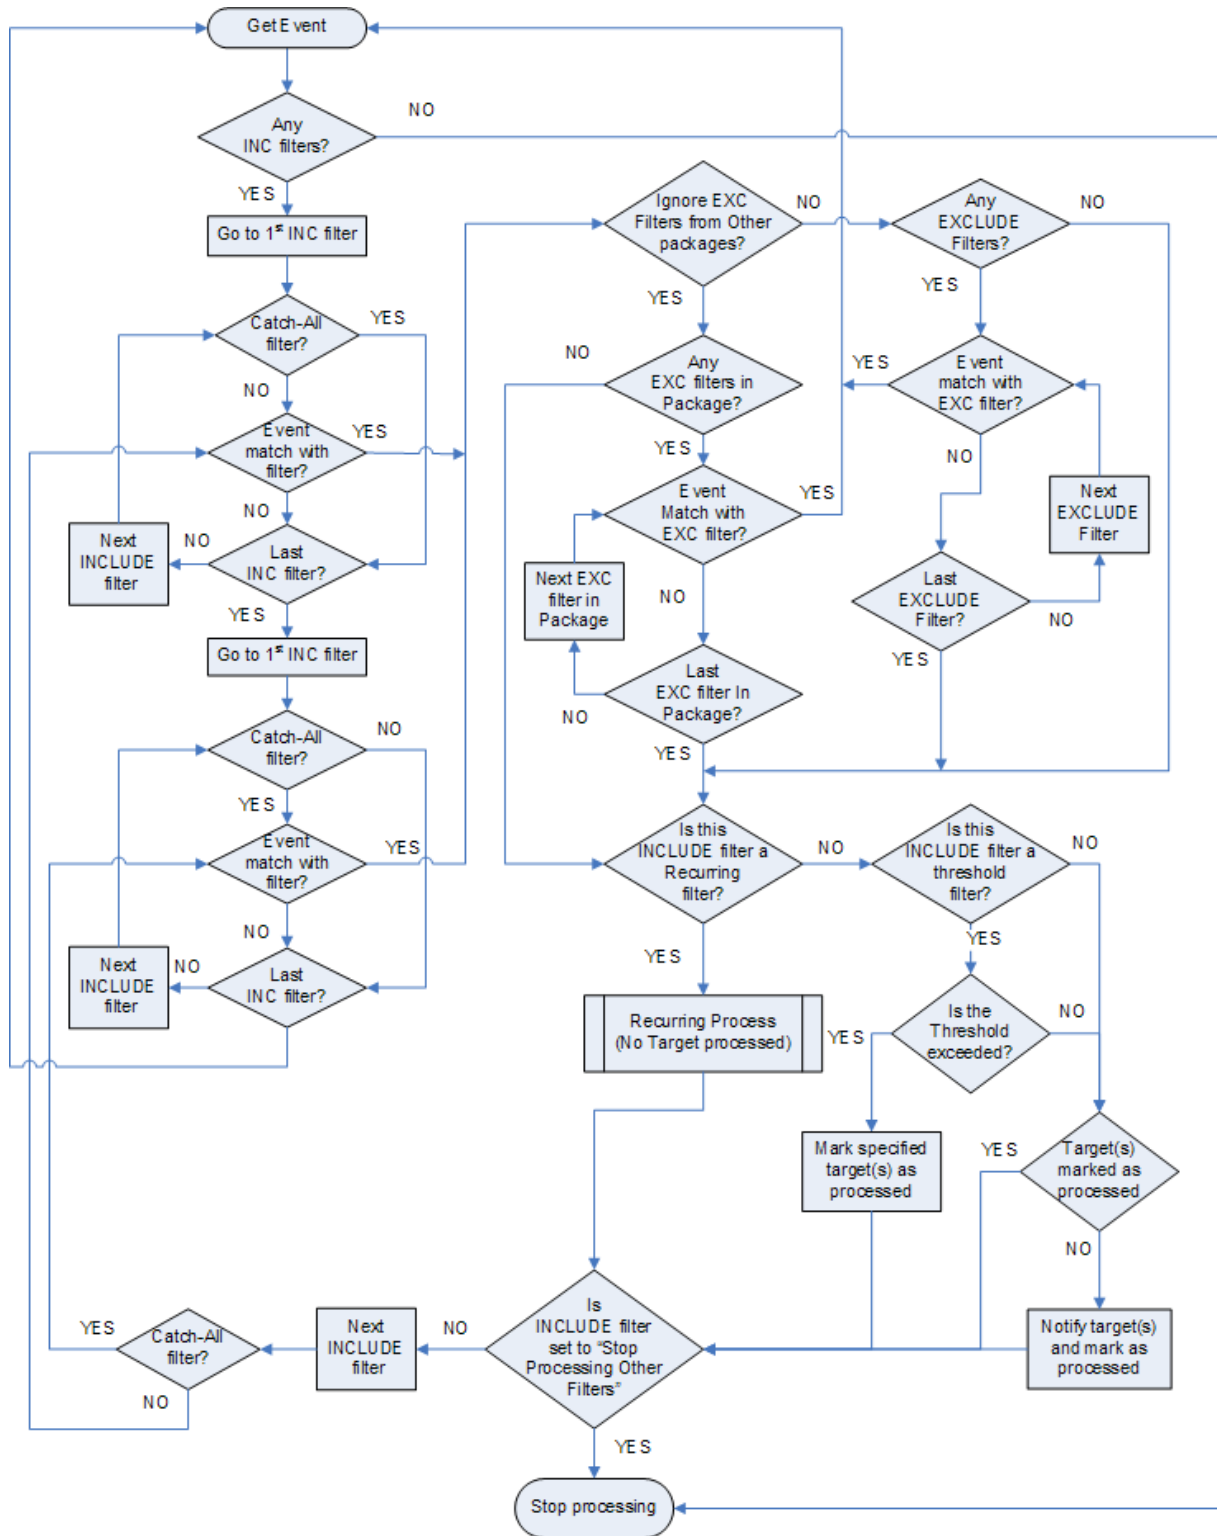 Get Event
NO
Any
INC filters?
YES
Go to 1st INC filter
Catch-All
filter?
YES
NO
Event
match with
filter?
YES
NO
Last
INC filter?
NO
Next
INCLUDE
filter
YES
Go to 1st INC filter
Catch-All
filter?
NO
YES
Event
match with
filter?
YES
NO
Last
INC filter?
NO
Next
INCLUDE
filter
Ignore EXC
Filters from Other
packages?
NO
YES
Any
EXCLUDE
Filters?
NO
YES
Any
EXC filters in
Package?
NO
YES
Event
match with
EXC filter?
YES
NO
Next
EXCLUDE
Filter
Event
Match with
EXC filter?
YES
NO
Next EXC
filter in
Package
Last
EXCLUDE
Filter?
NO
YES
Last
EXC filter In
Package?
NO
YES
Is this
INCLUDE filter a
Recurring
filter?
NO
YES
Is this
INCLUDE filter a
threshold
filter?
NO
YES
Recurring Process
(No Target processed)
Is the
Threshold
exceeded?
YES
NO
Mark specified
target(s) as
processed
Target(s)
marked as
processed
YES
NO
Notify target(s)
and mark as
processed
Is
INCLUDE filter
set to "Stop
Processing Other
Filters"
NO
YES
Next
INCLUDE
filter
Catch-All
filter?
YES
NO
Stop processing